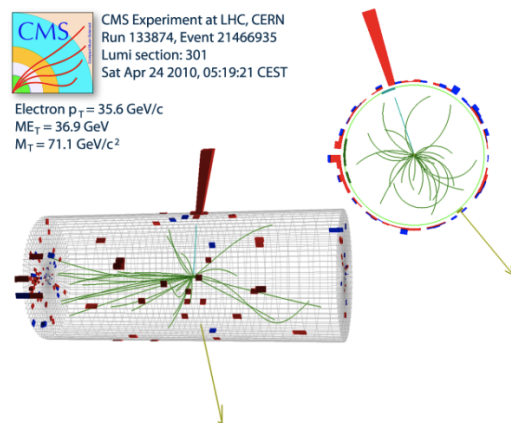 CMS
CMS Experiment at LHC, CERN
Run 133874, Event 21466935
Lumi section: 301
Sat Apr 24 2010, 05:19:21 CEST
Electron pT = 35.6 GeV/c
MET = 36.9 GeV
MT = 71.1 GeV/c²